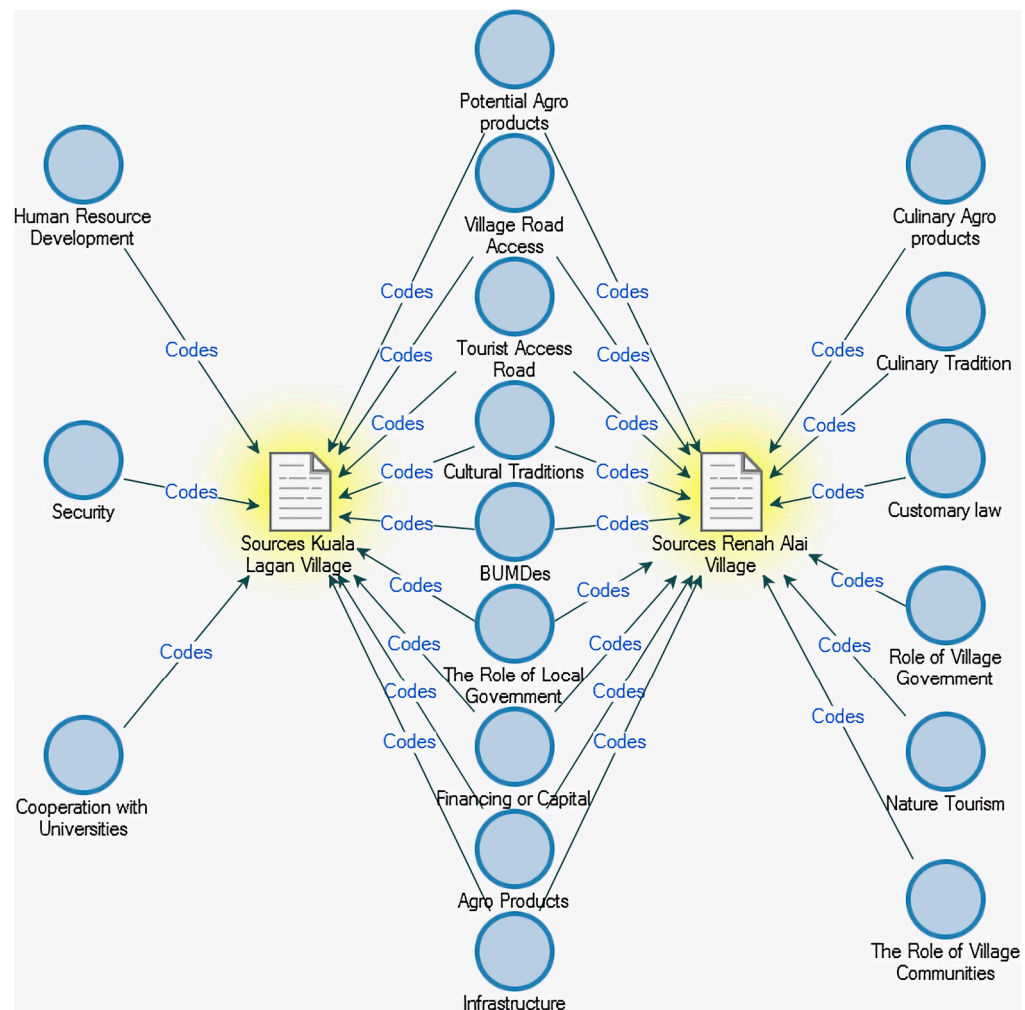 Potential Agro
products
Human Resource
Development
Village Road
Access
Culinary Agro
products
Codes
Codes
Codes
Codes
Tourist Access
Road
Codes
Codes
Culinary Tradition
Codes
Codes
Codes
Codes
Cultural Traditions
Codes
Codes
Security
Codes
Codes
Customary law
Codes
Codes
Sources Kuala
Lagan Village
BUMDes
Sources Renah Alai
Village
Codes
Codes
Codes
Codes
Codes
The Role of Local
Government
Codes
Role of Village
Government
Codes
Codes
Codes
Codes
Codes
Codes
Cooperation with
Universities
Financing or Capital
Nature Tourism
Agro Products
The Role of Village
Communities
Infrastructure